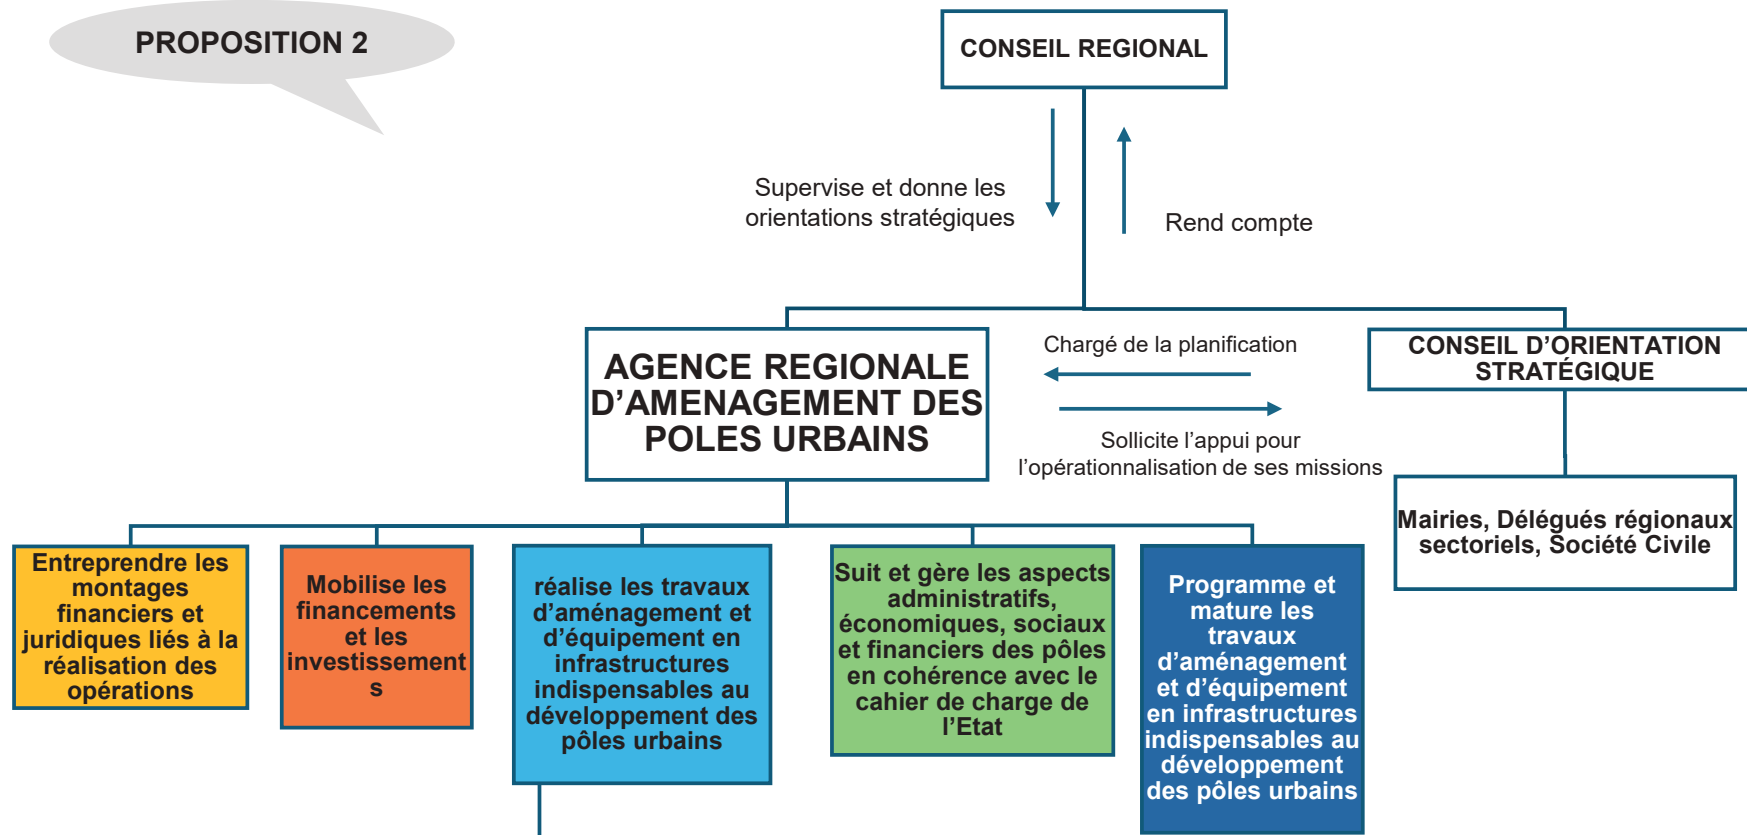 PROPOSITION 2
CONSEIL REGIONAL
Supervise et donne les
orientations stratégiques
Rend compte
AGENCE REGIONALE
D’AMENAGEMENT DES
POLES URBAINS
Chargé de la planification
Sollicite l’appui pour
l’opérationnalisation de ses missions
CONSEIL D’ORIENTATION
STRATÉGIQUE
Mairies, Délégués régionaux
sectoriels, Société Civile
Entreprendre les
montages
financiers et
juridiques liés à la
réalisation des
opérations
Mobilise les
financements
et les
investissement
s
réalise les travaux
d’aménagement et
d’équipement en
infrastructures
indispensables au
développement des
pôles urbains
Suit et gère les aspects
administratifs,
économiques, sociaux
et financiers des pôles
en cohérence avec le
cahier de charge de
l’Etat
Programme et
mature les
travaux
d’aménagement
et d’équipement
en infrastructures
indispensables au
développement
des pôles urbains